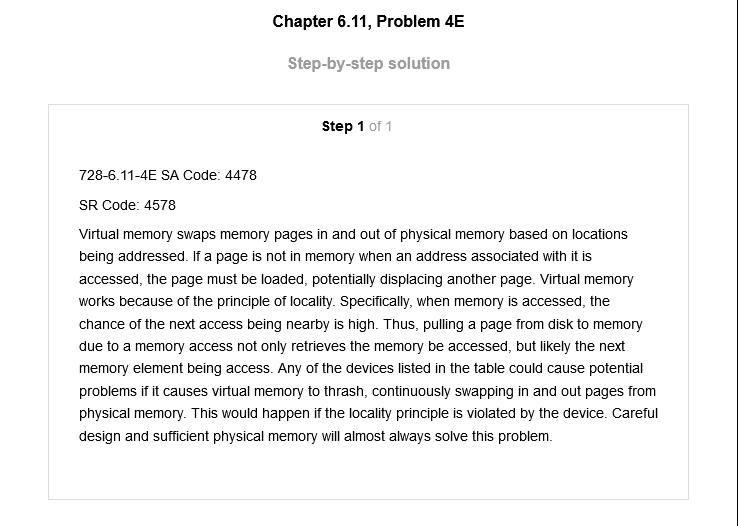 Chapter 6.11, Problem 4E
Step-by-step solution
Step 1 of 1
728-6.11-4E SA Code: 4478
SR Code: 4578
Virtual memory swaps memory pages in and out of physical memory based on locations
being addressed. If a page is not in memory when an address associated with it is
accessed, the page must be loaded, potentially displacing another page. Virtual memory
works because of the principle of locality. Specifically, when memory is accessed, the
chance of the next access being nearby is high. Thus, pulling a page from disk to memory
due to a memory access not only retrieves the memory be accessed, but likely the next
memory element being access. Any of the devices listed in the table could cause potential
problems if it causes virtual memory to thrash, continuously swapping in and out pages from
physical memory. This would happen if the locality principle is violated by the device. Careful
design and sufficient physical memory will almost always solve this problem.